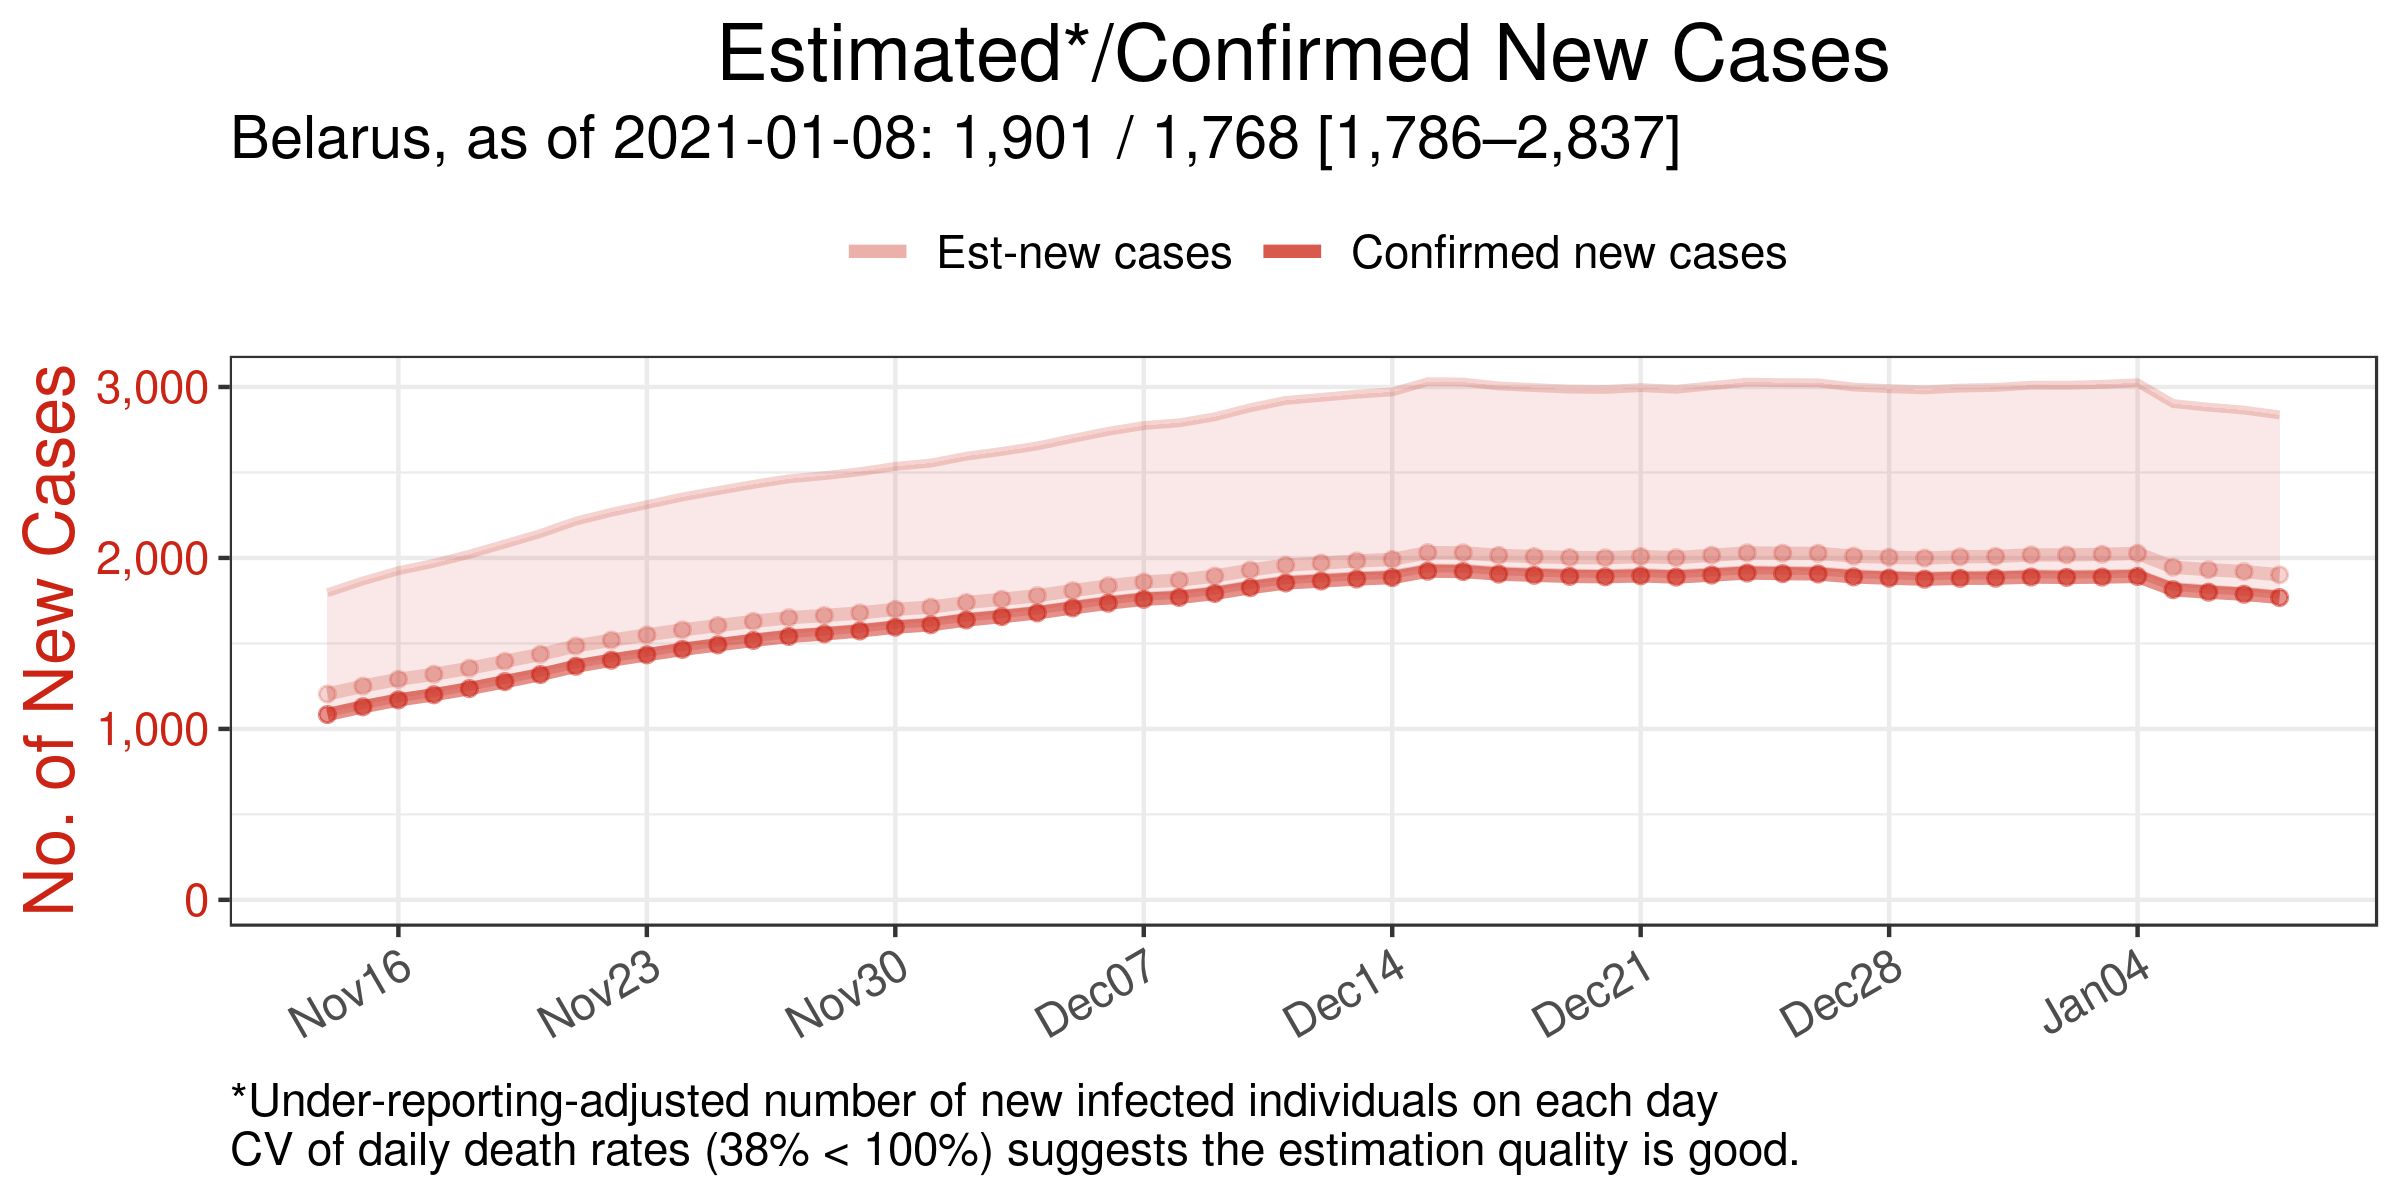 Estimated*/Confirmed New Cases
Belarus, as of 2021-01-08: 1,901 / 1,768 [1,786–2,837]
Est-new cases
Confirmed new cases
No. of New Cases
3,000
2,000
1,000
0
Nov16
Nov23
Nov30
Dec07
Dec14
Dec21
Dec28
Jan04
*Under-reporting-adjusted number of new infected individuals on each day
CV of daily death rates (38% < 100%) suggests the estimation quality is good.